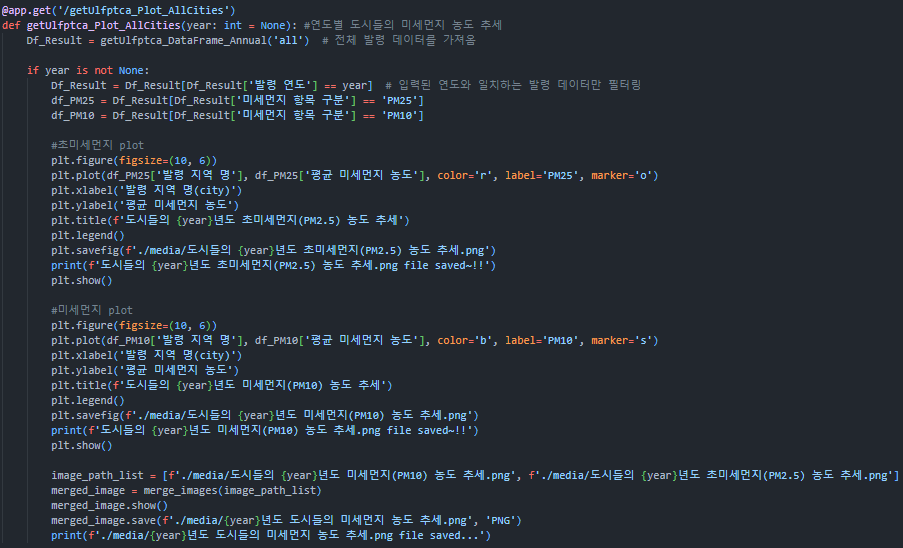 @app.get('/getUlfptca_Plot_AllCities')
def getUlfptca_Plot_AllCities(year: int = None): #연도별 도시들의 미세먼지 농도 추세
    Df_Result = getUlfptca_DataFrame_Annual('all')  # 전체 발령 데이터를 가져옴

    if year is not None:
        Df_Result = Df_Result[Df_Result['발령 연도'] == year]  # 입력된 연도와 일치하는 발령 데이터만 필터링
        df_PM25 = Df_Result[Df_Result['미세먼지 항목 구분'] == 'PM25']
        df_PM10 = Df_Result[Df_Result['미세먼지 항목 구분'] == 'PM10']

        #초미세먼지 plot
        plt.figure(figsize=(10, 6))
        plt.plot(df_PM25['발령 지역 명'], df_PM25['평균 미세먼지 농도'], color='r', label='PM25', marker='o')
        plt.xlabel('발령 지역 명(city)')
        plt.ylabel('평균 미세먼지 농도')
        plt.title(f'도시들의 {year}년도 초미세먼지(PM2.5) 농도 추세')
        plt.legend()
        plt.savefig(f'./media/도시들의 {year}년도 초미세먼지(PM2.5) 농도 추세.png')
        print(f'도시들의 {year}년도 초미세먼지(PM2.5) 농도 추세.png file saved~!!')
        plt.show()

        #미세먼지 plot
        plt.figure(figsize=(10, 6))
        plt.plot(df_PM10['발령 지역 명'], df_PM10['평균 미세먼지 농도'], color='b', label='PM10', marker='s')
        plt.xlabel('발령 지역 명(city)')
        plt.ylabel('평균 미세먼지 농도')
        plt.title(f'도시들의 {year}년도 미세먼지(PM10) 농도 추세')
        plt.legend()
        plt.savefig(f'./media/도시들의 {year}년도 미세먼지(PM10) 농도 추세.png')
        print(f'도시들의 {year}년도 미세먼지(PM10) 농도 추세.png file saved~!!')
        plt.show()

        image_path_list = [f'./media/도시들의 {year}년도 미세먼지(PM10) 농도 추세.png', f'./media/도시들의 {year}년도 초미세먼지(PM2.5) 농도 추세.png']
        merged_image = merge_images(image_path_list)
        merged_image.show()
        merged_image.save(f'./media/{year}년도 도시들의 미세먼지 농도 추세.png', 'PNG')
        print(f'./media/{year}년도 도시들의 미세먼지 농도 추세.png file saved...')